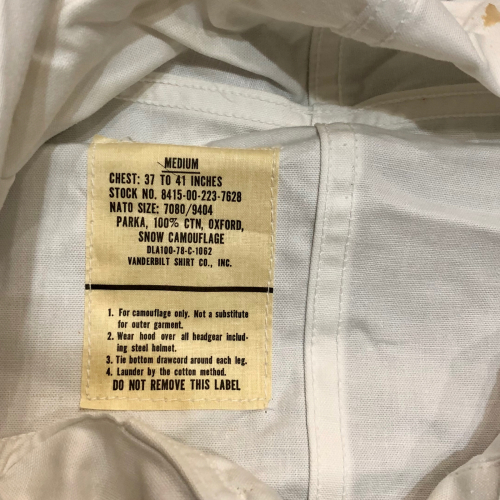 MEDIUM
CHEST: 37 TO 41 INCHES
STOCK NO. 8415-00-223-7628
NATO SIZE: 7080/9404
PARKA, 100% CTN, OXFORD,
SNOW CAMOUFLAGE
DLA100-78-C-1062
VANDERBILT SHIRT CO., INC.
1. For camouflage only. Not a substitute
for outer garment.
2. Wear hood over all headgear includ-
ing steel helmet.
3. Tie bottom drawcord around each leg.
4. Launder by the cotton method.
DO NOT REMOVE THIS LABEL